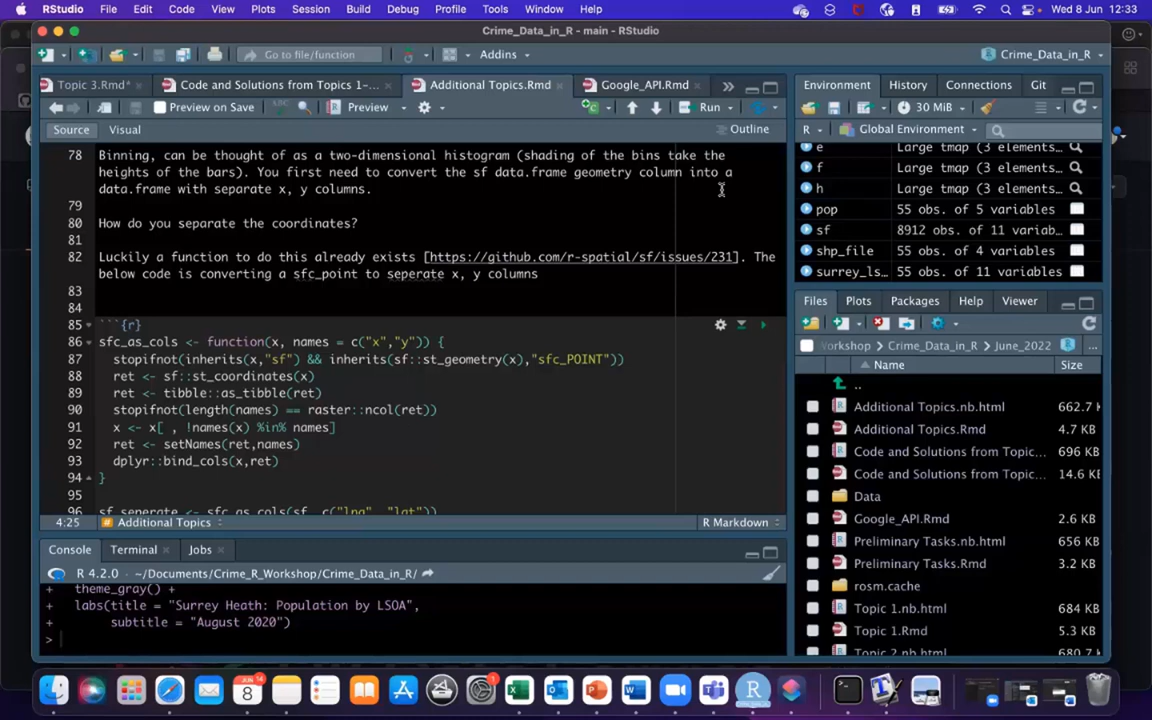 RStudio File Edit Code View Plots Session Build Debug Profile Tools Window Help Wed 8 Jun 12:33
Crime_Data_in_R - main - RStudio
Go to file/function Addins Crime_Data_in_R
Topic 3.Rmd* Code and Solutions from Topics 1-... Additional Topics.Rmd Google_API.Rmd
Preview on Save Preview Run
Source Visual Outline
78 Binning, can be thought of as a two-dimensional histogram (shading of the bins take the
heights of the bars). You first need to convert the sf data.frame geometry column into a
data.frame with separate x, y columns.
79
80 How do you separate the coordinates?
81
82 Luckily a function to do this already exists [https://github.com/r-spatial/sf/issues/231]. The
below code is converting a sfc_point to seperate x, y columns
83
84
85 ```{r}
86 sfc_as_cols <- function(x, names = c("x","y")) {
87 stopifnot(inherits(x,"sf") && inherits(sf::st_geometry(x),"sfc_POINT"))
88 ret <- sf::st_coordinates(x)
89 ret <- tibble::as_tibble(ret)
90 stopifnot(length(names) == raster::ncol(ret))
91 x <- x[ , !names(x) %in% names]
92 ret <- setNames(ret,names)
93 dplyr::bind_cols(x,ret)
94 }
95
96 sf_seperate <- sfc_as_cols(sf, c("lng", "lat"))
4:25 Additional Topics R Markdown
Console Terminal Jobs
R 4.2.0 · ~/Documents/Crime_R_Workshop/Crime_Data_in_R/
+ theme_gray() +
+ labs(title = "Surrey Heath: Population by LSOA",
+ subtitle = "August 2020")
>
Environment History Connections Git
30 MiB
R Global Environment
e Large tmap (3 elements…
f Large tmap (3 elements…
h Large tmap (3 elements…
pop 55 obs. of 5 variables
sf 8912 obs. of 11 variab…
shp_file 55 obs. of 4 variables
surrey_ls… 55 obs. of 11 variables
Files Plots Packages Help Viewer
Workshop Crime_Data_in_R June_2022 ...
Name Size
..
Additional Topics.nb.html 662.7 K
Additional Topics.Rmd 4.7 KB
Code and Solutions from Topic... 696 KB
Code and Solutions from Topic... 14.6 KB
Data
Google_API.Rmd 2.6 KB
Preliminary Tasks.nb.html 656 KB
Preliminary Tasks.Rmd 3.2 KB
rosm.cache
Topic 1.nb.html 684 KB
Topic 1.Rmd 5.3 KB
Topic 2.nb.html 680.7